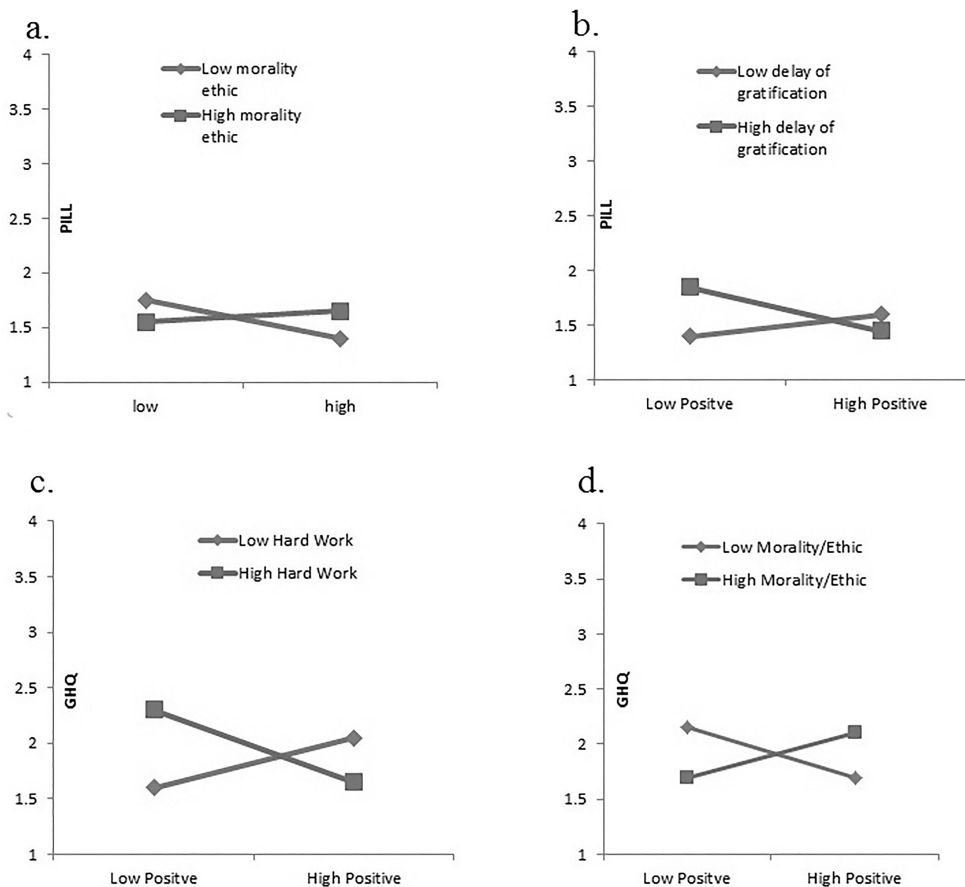 a.
4
3.5
3
2.5
2
1.5
1
PILL
Low morality
ethic
High morality
ethic
low
high
b.
4
3.5
3
2.5
2
1.5
1
PILL
Low delay of
gratification
High delay of
gratification
Low Positve
High Positive
c.
4
3.5
3
2.5
2
1.5
1
GHQ
Low Hard Work
High Hard Work
Low Positve
High Positive
d.
4
3.5
3
2.5
2
1.5
1
GHQ
Low Morality/Ethic
High Morality/Ethic
Low Positve
High Positive